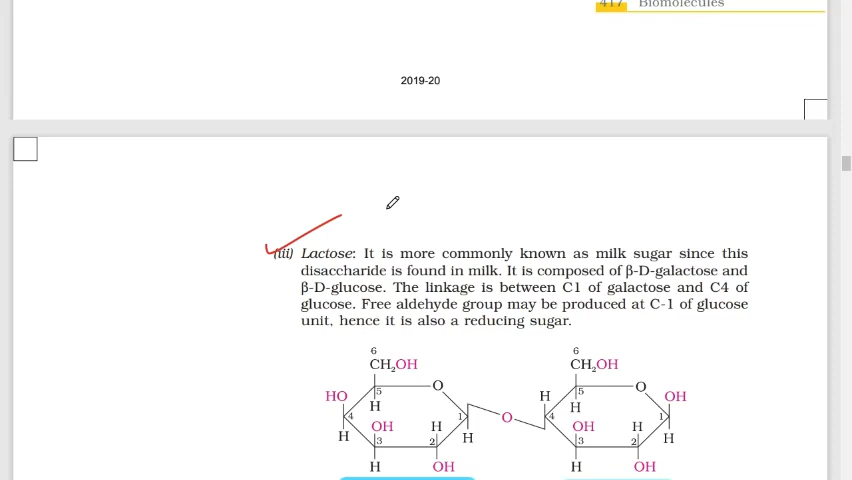 417 Biomolecules
2019-20
(iii) Lactose: It is more commonly known as milk sugar since this
disaccharide is found in milk. It is composed of β-D-galactose and
β-D-glucose. The linkage is between C1 of galactose and C4 of
glucose. Free aldehyde group may be produced at C-1 of glucose
unit, hence it is also a reducing sugar.
6 6
CH₂OH CH₂OH
O O
HO 5 H 5 OH
H H
4 OH H 1 O 4 OH H 1
H 3 2 H 3 2 H
H OH H OH